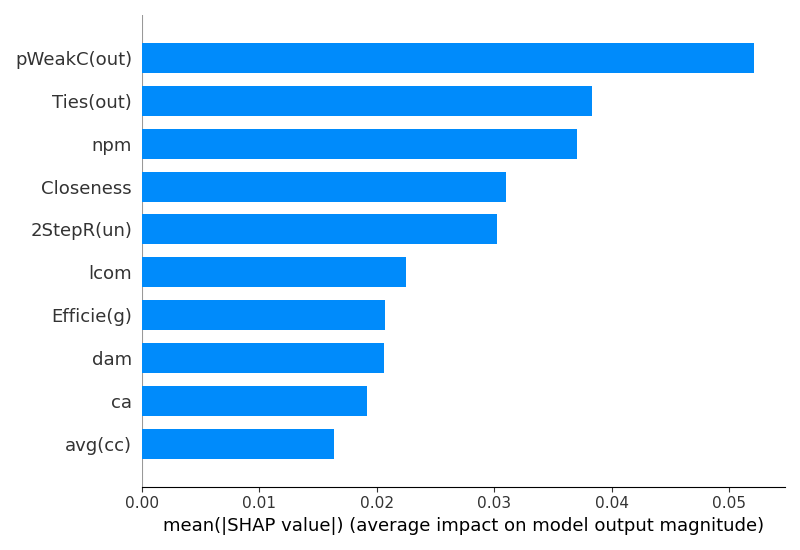 pWeakC(out)
Ties(out)
npm
Closeness
2StepR(un)
lcom
Efficie(g)
dam
ca
avg(cc)
0.00 0.01 0.02 0.03 0.04 0.05
mean(|SHAP value|) (average impact on model output magnitude)